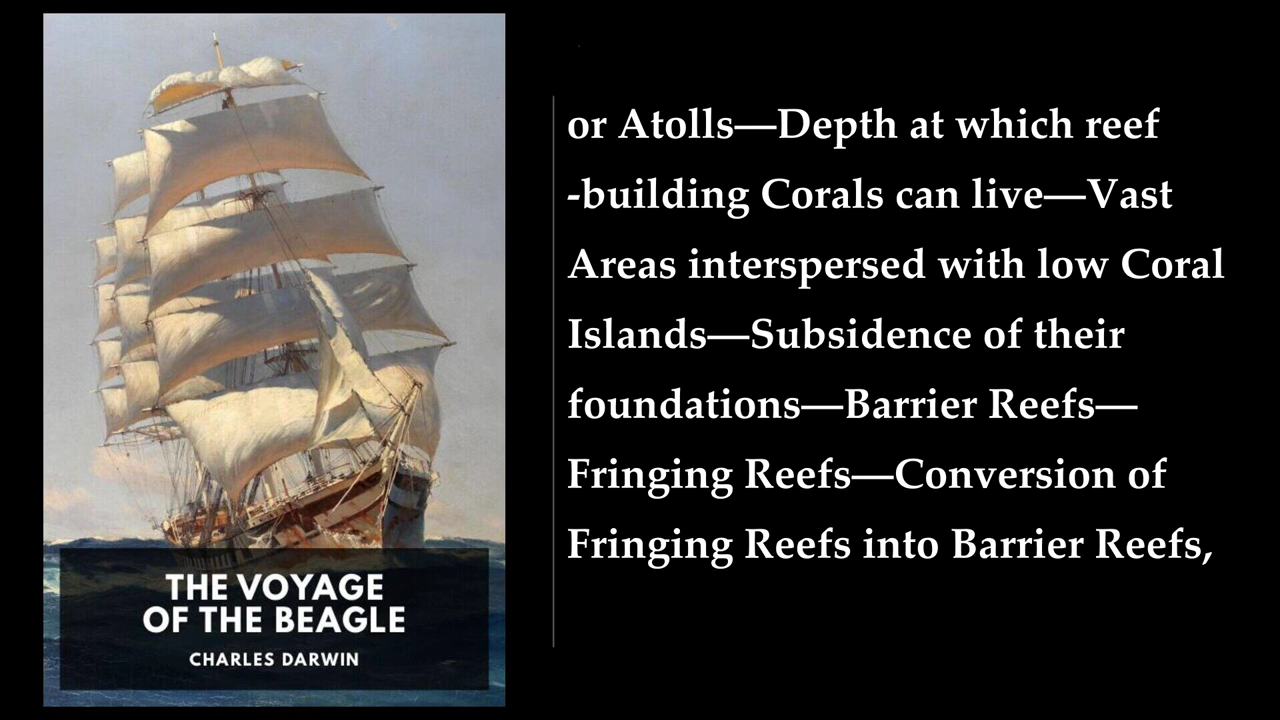 THE VOYAGE
OF THE BEAGLE
CHARLES DARWIN
or Atolls—Depth at which reef
-building Corals can live—Vast
Areas interspersed with low Coral
Islands—Subsidence of their
foundations—Barrier Reefs—
Fringing Reefs—Conversion of
Fringing Reefs into Barrier Reefs,